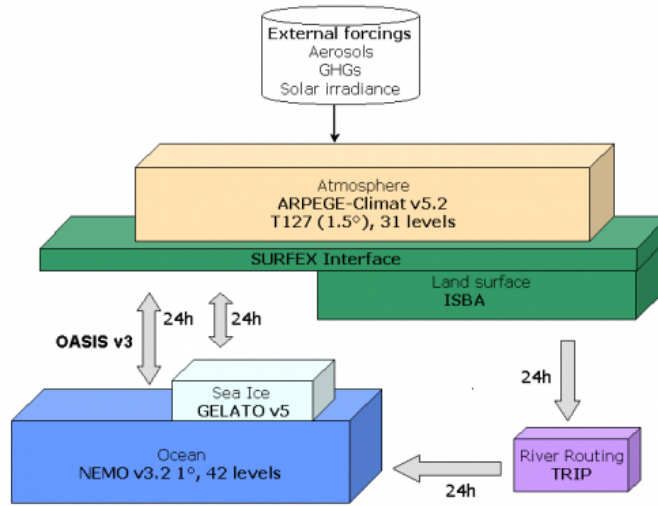 External forcings
Aerosols
GHGs
Solar irradiance
Atmosphere
ARPEGE-Climat v5.2
T127 (1.5°), 31 levels
SURFEX Interface
Land surface
ISBA
24h
24h
OASIS v3
24h
Sea Ice
GELATO v5
Ocean
NEMO v3.2 1°, 42 levels
River Routing
TRIP
24h